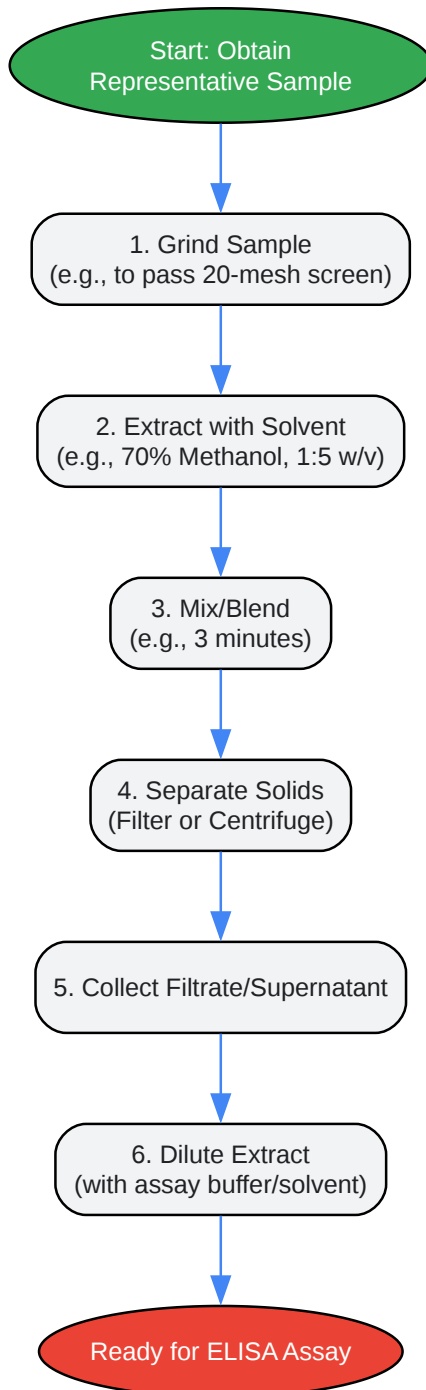 Start: Obtain
Representative Sample
1. Grind Sample
(e.g., to pass 20-mesh screen)
2. Extract with Solvent
(e.g., 70% Methanol, 1:5 w/v)
3. Mix/Blend
(e.g., 3 minutes)
4. Separate Solids
(Filter or Centrifuge)
5. Collect Filtrate/Supernatant
6. Dilute Extract
(with assay buffer/solvent)
Ready for ELISA Assay